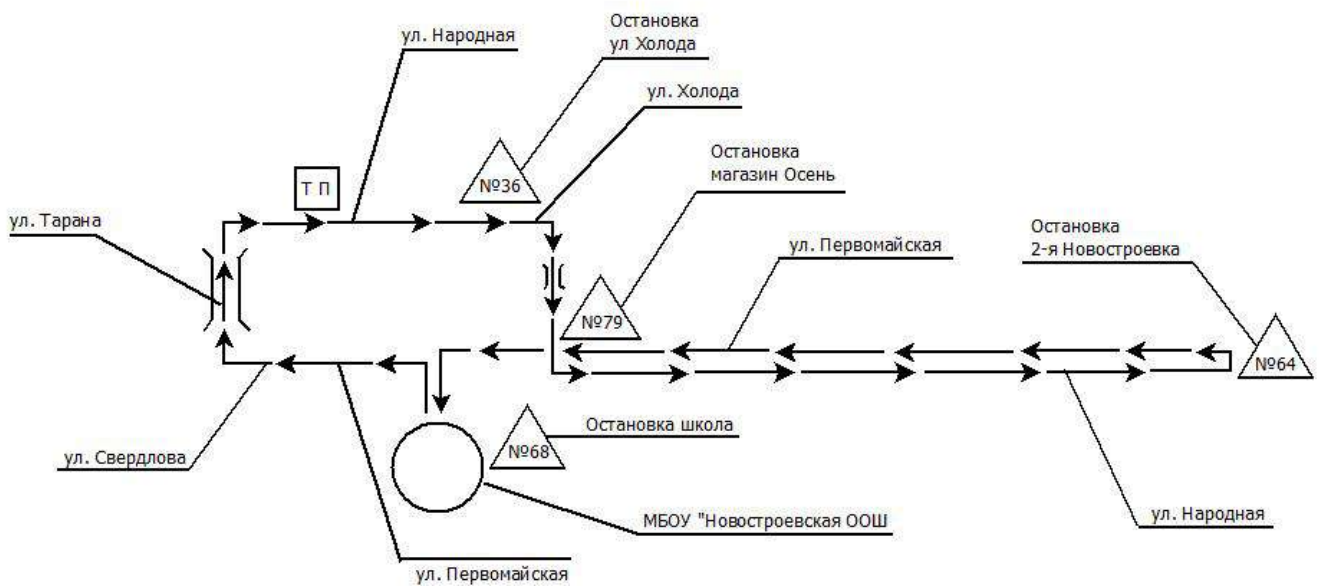 Остановка
ул Холода
ул. Народная
ул. Холода
Остановка
магазин Осень
Т П
№36
ул. Тарана
Остановка
2-я Новостроевка
ул. Первомайская
№79
№64
Остановка школа
№68
ул. Свердлова
МБОУ "Новостроевская ООШ
ул. Народная
ул. Первомайская